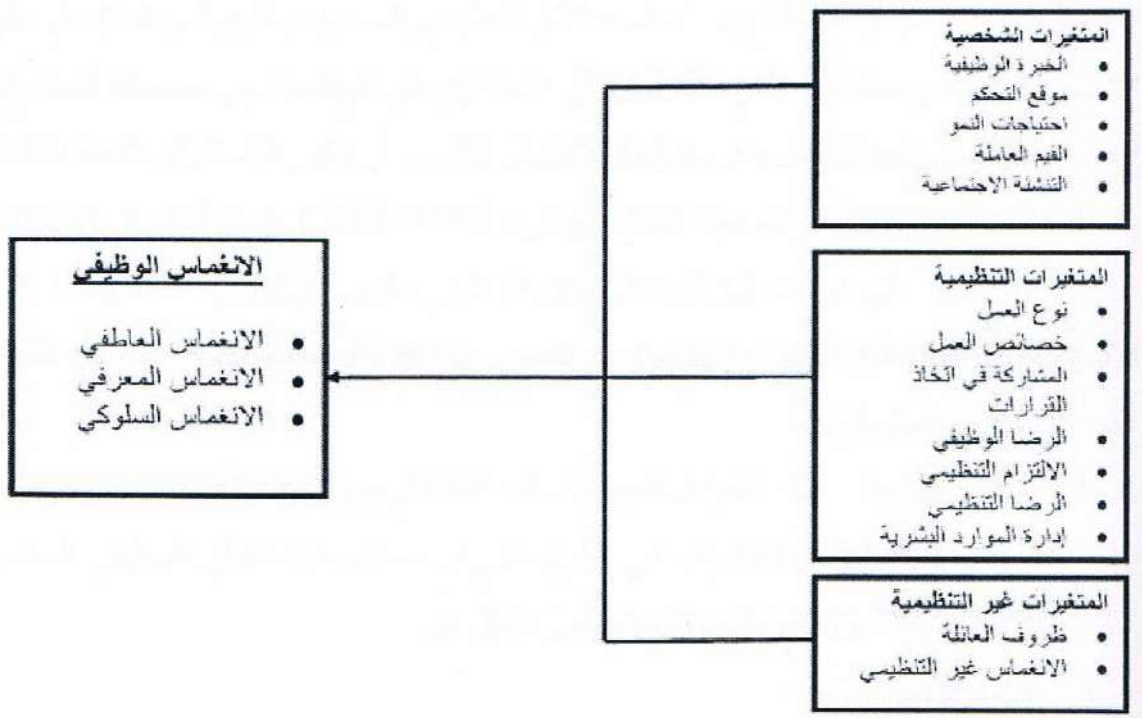 المتغيرات الشخصية
• الخبرة الوظيفية
• موقع التحكم
• احتياجات النمو
• القيم العاملة
• التنشئة الاجتماعية
المتغيرات التنظيمية
• نوع العمل
• خصائص العمل
• المشاركة في اتخاذ
القرارات
• الرضا الوظيفي
• الالتزام التنظيمي
• الرضا التنظيمي
• إدارة الموارد البشرية
المتغيرات غير التنظيمية
• ظروف العائلة
• الانغماس غير التنظيمي
الانغماس الوظيفي
• الانغماس العاطفي
• الانغماس المعرفي
• الانغماس السلوكي